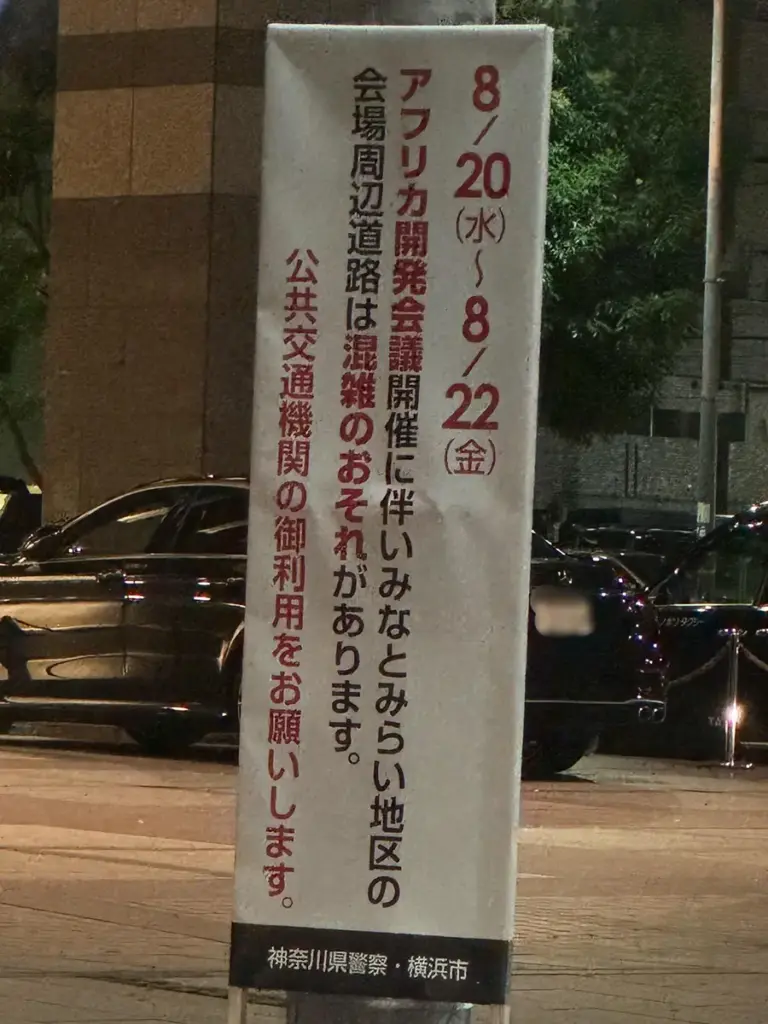 8/20(水)~8/22(金)
アフリカ開発会議開催に伴いみなとみらい地区の
会場周辺道路は混雑のおそれがあります。
公共交通機関の御利用をお願いします。
神奈川県警察・横浜市